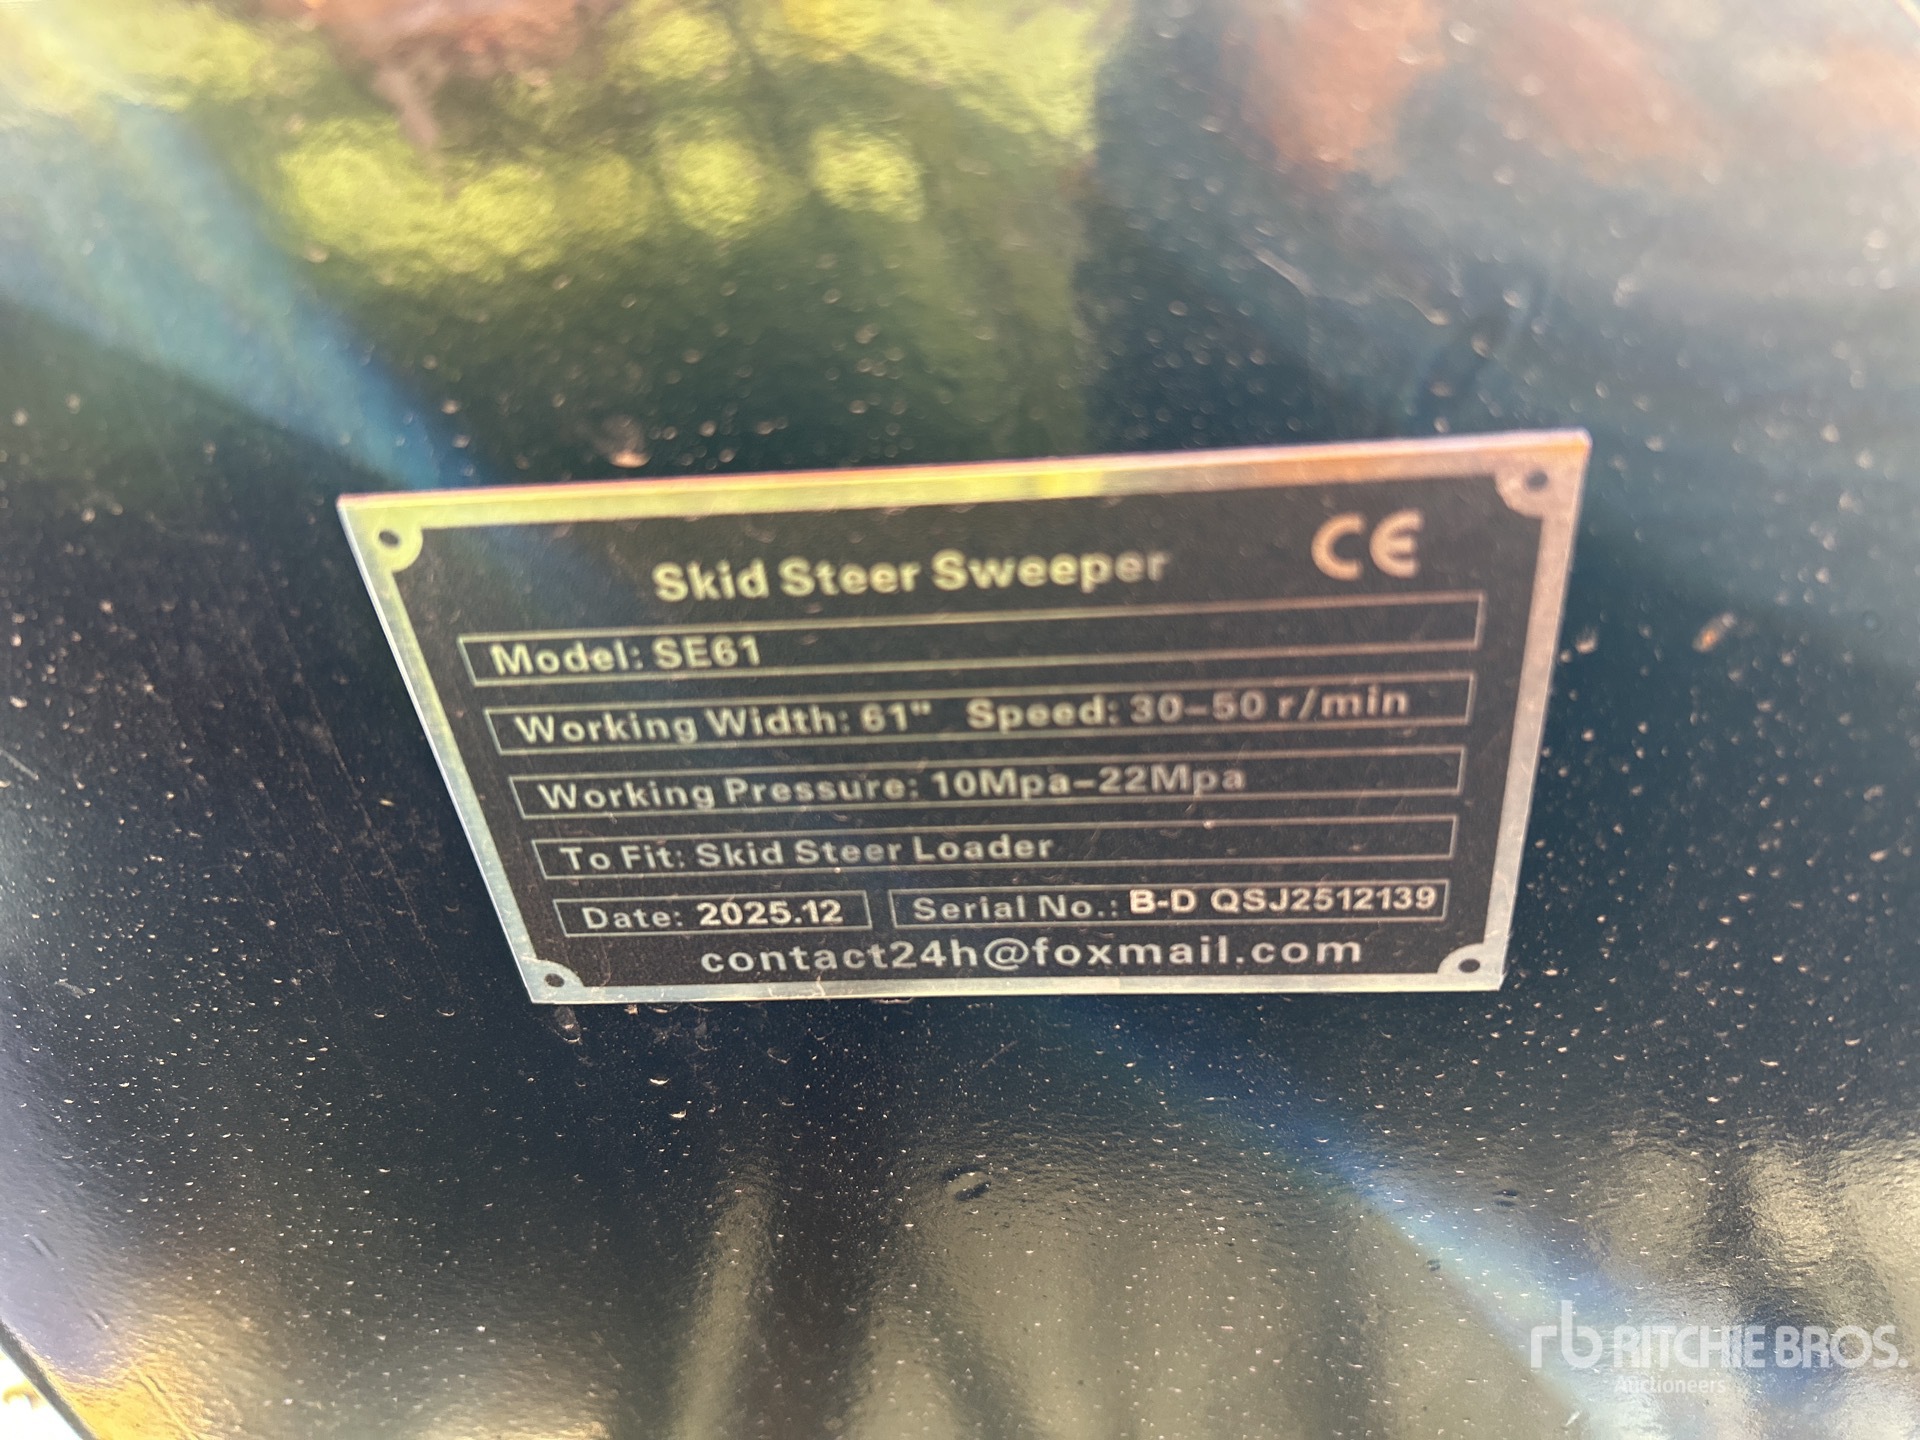 Skid Steer Sweeper CE
Model: SE61
Working Width: 61" Speed: 30-50 r/min
Working Pressure: 10Mpa-22Mpa
To Fit: Skid Steer Loader
Date: 2025.12 Serial No.: B-D QSJ2512139
contact24h@foxmail.com
rb RITCHIE BROS.
Auctioneers